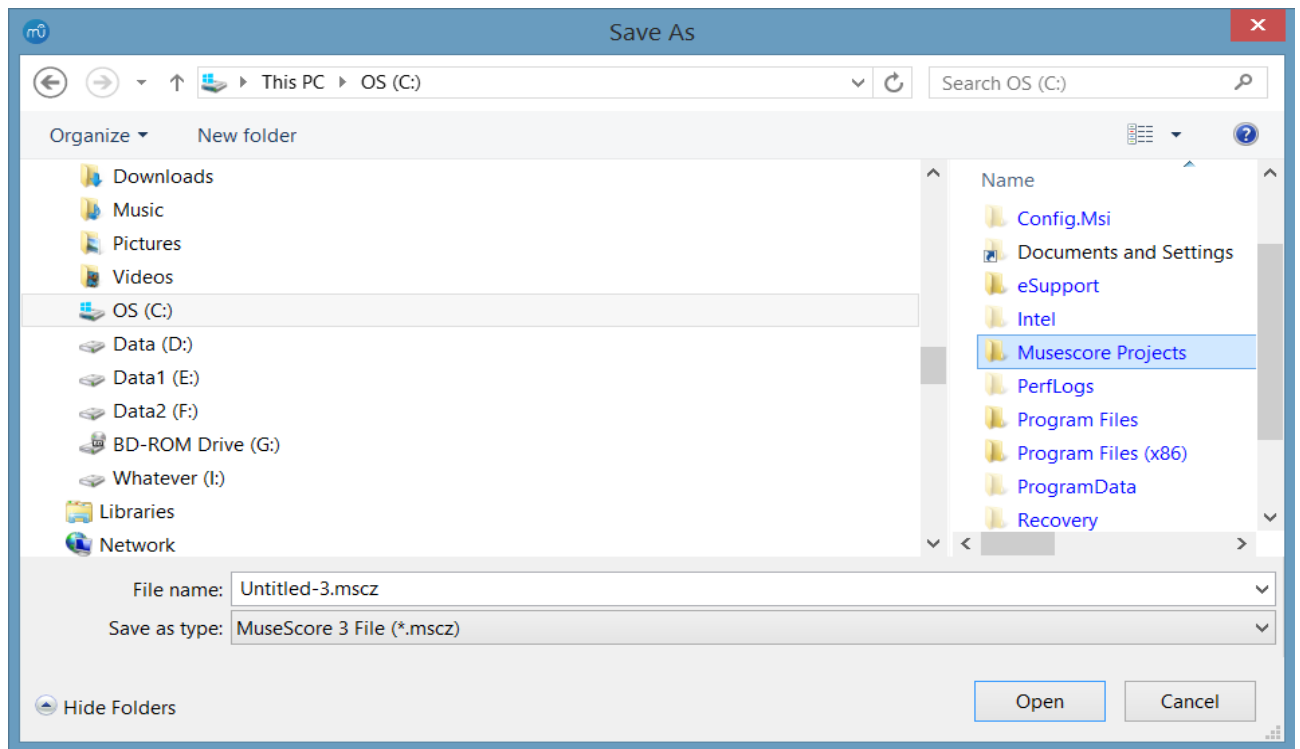 mû
Save As
This PC OS (C:)
Search OS (C:)
Organize
New folder
Downloads
Music
Pictures
Videos
OS (C:)
Data (D:)
Data1 (E:)
Data2 (F:)
BD-ROM Drive (G:)
Whatever (I:)
Libraries
Network
Name
Config.Msi
Documents and Settings
eSupport
Intel
Musescore Projects
PerfLogs
Program Files
Program Files (x86)
ProgramData
Recovery
File name: Untitled-3.mscz
Save as type: MuseScore 3 File (*.mscz)
Hide Folders
Open
Cancel